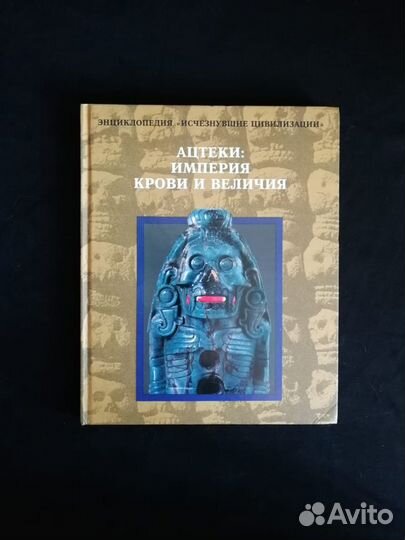 ЭНЦИКЛОПЕДИЯ «ИСЧЕЗНУВШИЕ ЦИВИЛИЗАЦИИ»
АЦТЕКИ:
ИМПЕРИЯ
КРОВИ И ВЕЛИЧИЯ
Avito